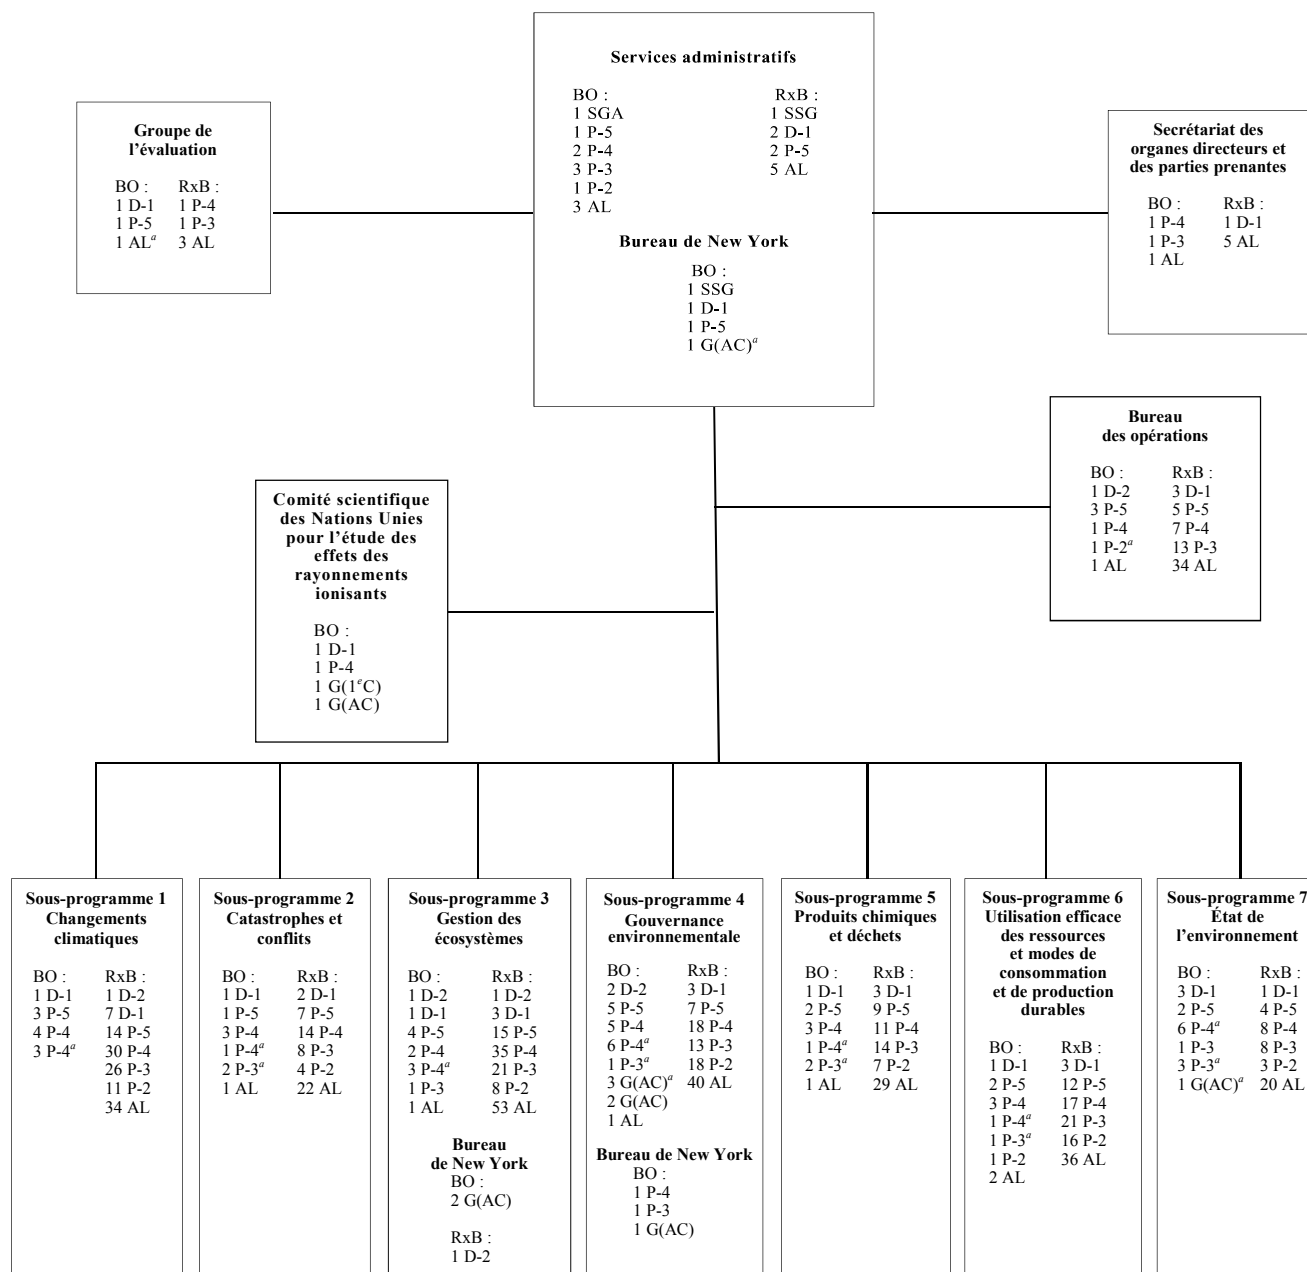 Services administratifs
BO :
1 SGA
1 P-5
2 P-4
3 P-3
1 P-2
3 AL
RxB :
1 SSG
2 D-1
2 P-5
5 AL
Bureau de New York
BO :
1 SSG
1 D-1
1 P-5
1 G(AC)a
Groupe de
l'évaluation
BO :
1 D-1
1 P-5
1 ALa
RxB :
1 P-4
1 P-3
3 AL
Secrétariat des
organes directeurs et
des parties prenantes
BO :
1 P-4
1 P-3
1 AL
RxB :
1 D-1
5 AL
Bureau
des opérations
BO :
1 D-2
3 P-5
1 P-4
1 P-2a
1 AL
RxB :
3 D-1
5 P-5
7 P-4
13 P-3
34 AL
Comité scientifique
des Nations Unies
pour l'étude des
effets des
rayonnements
ionisants
BO :
1 D-1
1 P-4
1 G(1eC)
1 G(AC)
Sous-programme 1
Changements
climatiques
BO :
1 D-1
3 P-5
4 P-4
3 P-4a
RxB :
1 D-2
7 D-1
14 P-5
30 P-4
26 P-3
11 P-2
34 AL
Sous-programme 2
Catastrophes et
conflits
BO :
1 D-1
1 P-5
3 P-4
1 P-4a
2 P-3a
1 AL
RxB :
2 D-1
7 P-5
14 P-4
8 P-3
4 P-2
22 AL
Sous-programme 3
Gestion des
écosystèmes
BO :
1 D-2
1 D-1
4 P-5
2 P-4
3 P-4a
1 P-3
1 AL
RxB :
1 D-2
3 D-1
15 P-5
35 P-4
21 P-3
8 P-2
53 AL
Bureau
de New York
BO :
2 G(AC)
RxB :
1 D-2
Sous-programme 4
Gouvernance
environnementale
BO :
2 D-2
5 P-5
5 P-4
6 P-4a
1 P-3a
3 G(AC)a
2 G(AC)
1 AL
RxB :
3 D-1
7 P-5
18 P-4
13 P-3
18 P-2
40 AL
Bureau de New York
BO :
1 P-4
1 P-3
1 G(AC)
Sous-programme 5
Produits chimiques
et déchets
BO :
1 D-1
2 P-5
3 P-4
1 P-4a
2 P-3a
1 AL
RxB :
3 D-1
9 P-5
11 P-4
14 P-3
7 P-2
29 AL
Sous-programme 6
Utilisation efficace
des ressources
et modes de
consommation
et de production
durables
BO :
1 D-1
2 P-5
3 P-4
1 P-4a
1 P-3a
1 P-2
2 AL
RxB :
3 D-1
12 P-5
17 P-4
21 P-3
16 P-2
36 AL
Sous-programme 7
État de
l'environnement
BO :
3 D-1
2 P-5
6 P-4a
1 P-3
3 P-3a
1 G(AC)a
RxB :
1 D-1
4 P-5
8 P-4
8 P-3
3 P-2
20 AL